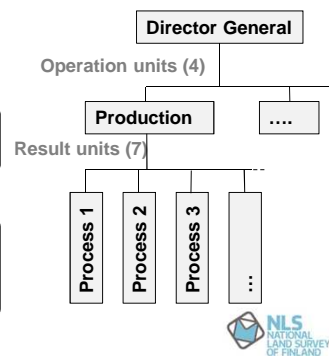 Director General
Operation units (4)
Production
....
Result units (7)
Process 1
Process 2
Process 3
...
NLS
NATIONAL
LAND SURVEY
OF FINLAND